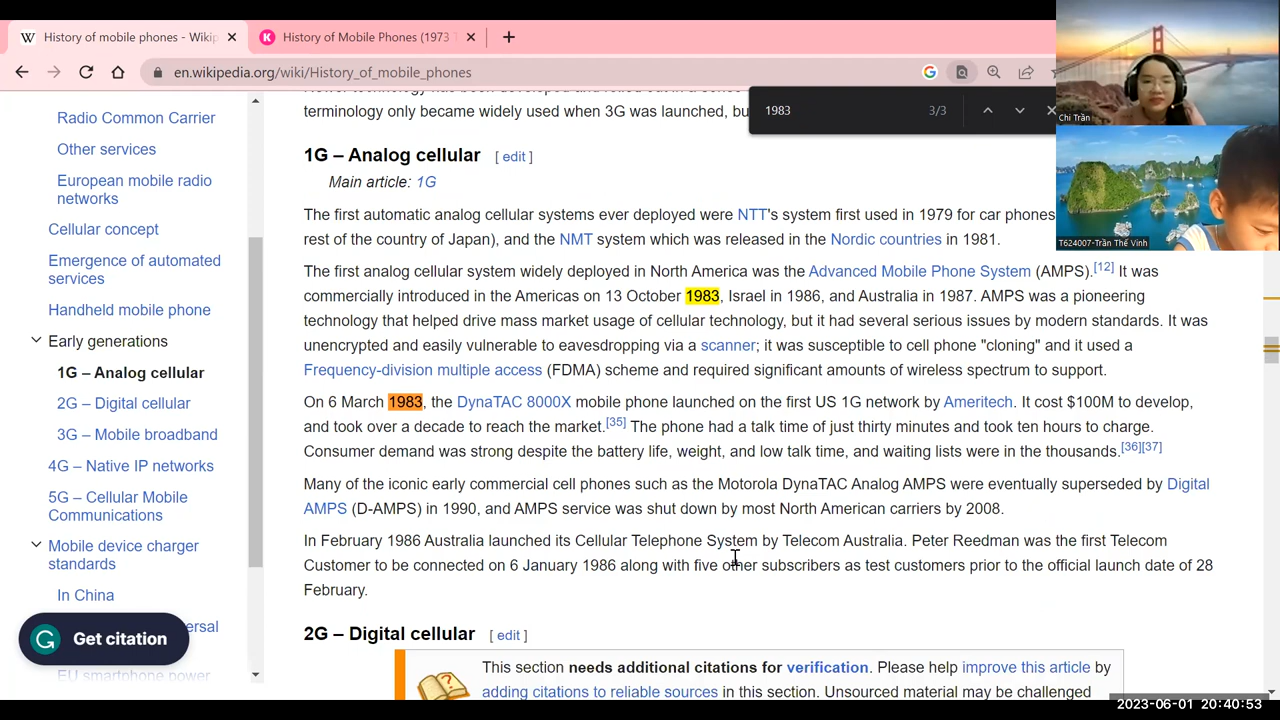 History of mobile phones - Wikip
History of Mobile Phones (1973 T
en.wikipedia.org/wiki/History_of_mobile_phones
1983
3/3
Chi Trần
T624007-Trần Thế Vinh
Radio Common Carrier
Other services
European mobile radio
networks
Cellular concept
Emergence of automated
services
Handheld mobile phone
Early generations
1G – Analog cellular
2G – Digital cellular
3G – Mobile broadband
4G – Native IP networks
5G – Cellular Mobile
Communications
Mobile device charger
standards
In China
ersal
EU smartphone power
Get citation
terminology only became widely used when 3G was launched, bu
1G – Analog cellular [ edit ]
Main article: 1G
The first automatic analog cellular systems ever deployed were NTT's system first used in 1979 for car phones
rest of the country of Japan), and the NMT system which was released in the Nordic countries in 1981.
The first analog cellular system widely deployed in North America was the Advanced Mobile Phone System (AMPS).[12] It was
commercially introduced in the Americas on 13 October 1983, Israel in 1986, and Australia in 1987. AMPS was a pioneering
technology that helped drive mass market usage of cellular technology, but it had several serious issues by modern standards. It was
unencrypted and easily vulnerable to eavesdropping via a scanner; it was susceptible to cell phone "cloning" and it used a
Frequency-division multiple access (FDMA) scheme and required significant amounts of wireless spectrum to support.
On 6 March 1983, the DynaTAC 8000X mobile phone launched on the first US 1G network by Ameritech. It cost $100M to develop,
and took over a decade to reach the market.[35] The phone had a talk time of just thirty minutes and took ten hours to charge.
Consumer demand was strong despite the battery life, weight, and low talk time, and waiting lists were in the thousands.[36][37]
Many of the iconic early commercial cell phones such as the Motorola DynaTAC Analog AMPS were eventually superseded by Digital
AMPS (D-AMPS) in 1990, and AMPS service was shut down by most North American carriers by 2008.
In February 1986 Australia launched its Cellular Telephone System by Telecom Australia. Peter Reedman was the first Telecom
Customer to be connected on 6 January 1986 along with five other subscribers as test customers prior to the official launch date of 28
February.
2G – Digital cellular [ edit ]
This section needs additional citations for verification. Please help improve this article by
adding citations to reliable sources in this section. Unsourced material may be challenged
2023-06-01 20:40:53